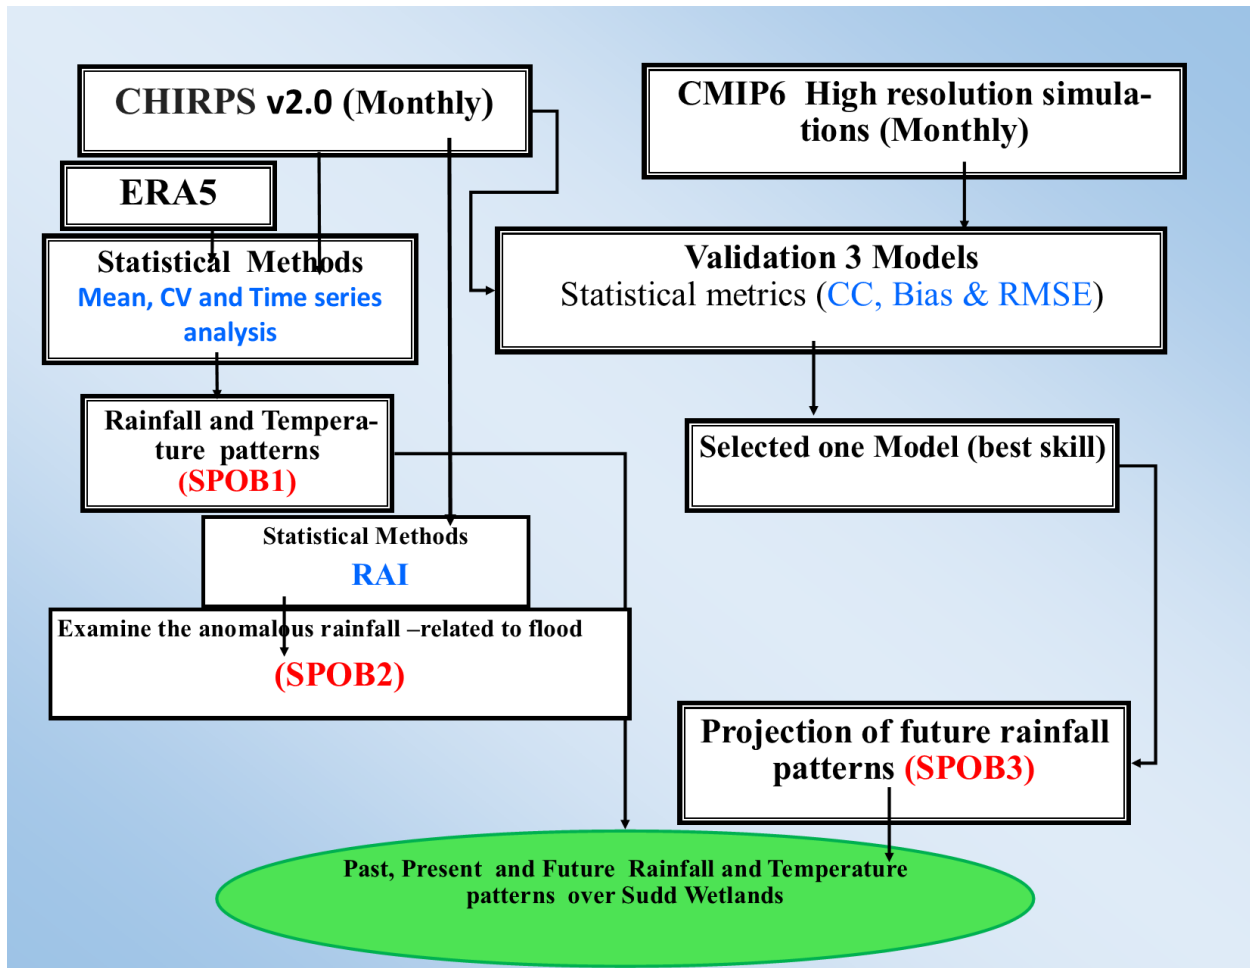 CHIRPS v2.0 (Monthly)
ERA5
Statistical Methods
Mean, CV and Time series
analysis
Rainfall and Tempera-
ture patterns
(SPOB1)
Statistical Methods
RAI
Examine the anomalous rainfall –related to flood
(SPOB2)
CMIP6 High resolution simula-
tions (Monthly)
Validation 3 Models
Statistical metrics (CC, Bias & RMSE)
Selected one Model (best skill)
Projection of future rainfall
patterns (SPOB3)
Past, Present and Future Rainfall and Temperature
patterns over Sudd Wetlands